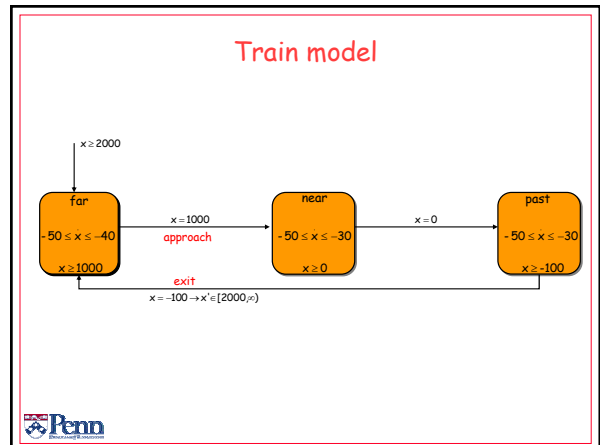 Train model
x ≥ 2000
far
- 50 ≤ ẋ ≤ −40
x ≥ 1000
x = 1000
approach
near
- 50 ≤ ẋ ≤ −30
x ≥ 0
x = 0
past
- 50 ≤ ẋ ≤ −30
x ≥ -100
exit
x = −100 → x' ∈ [2000,∞)
Penn